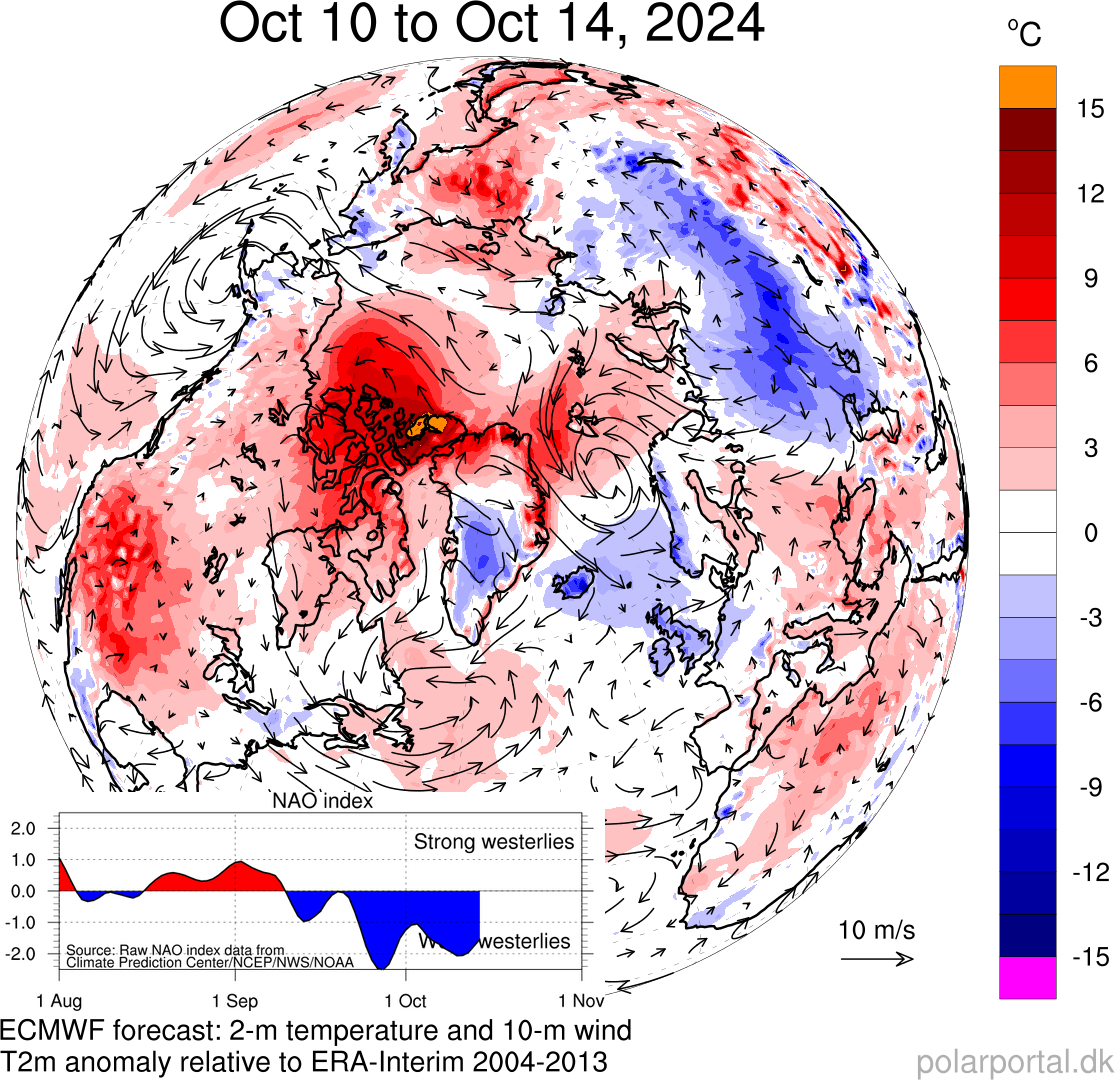 Oct 10 to Oct 14, 2024
°C
15
12
9
6
3
0
-3
-6
-9
-12
-15
NAO index
2.0
1.0
0.0
-1.0
-2.0
Strong westerlies
westerlies
Source: Raw NAO index data from
Climate Prediction Center/NCEP/NWS/NOAA
1 Aug
1 Sep
1 Oct
1 Nov
10 m/s
ECMWF forecast: 2-m temperature and 10-m wind
T2m anomaly relative to ERA-Interim 2004-2013
polarportal.dk